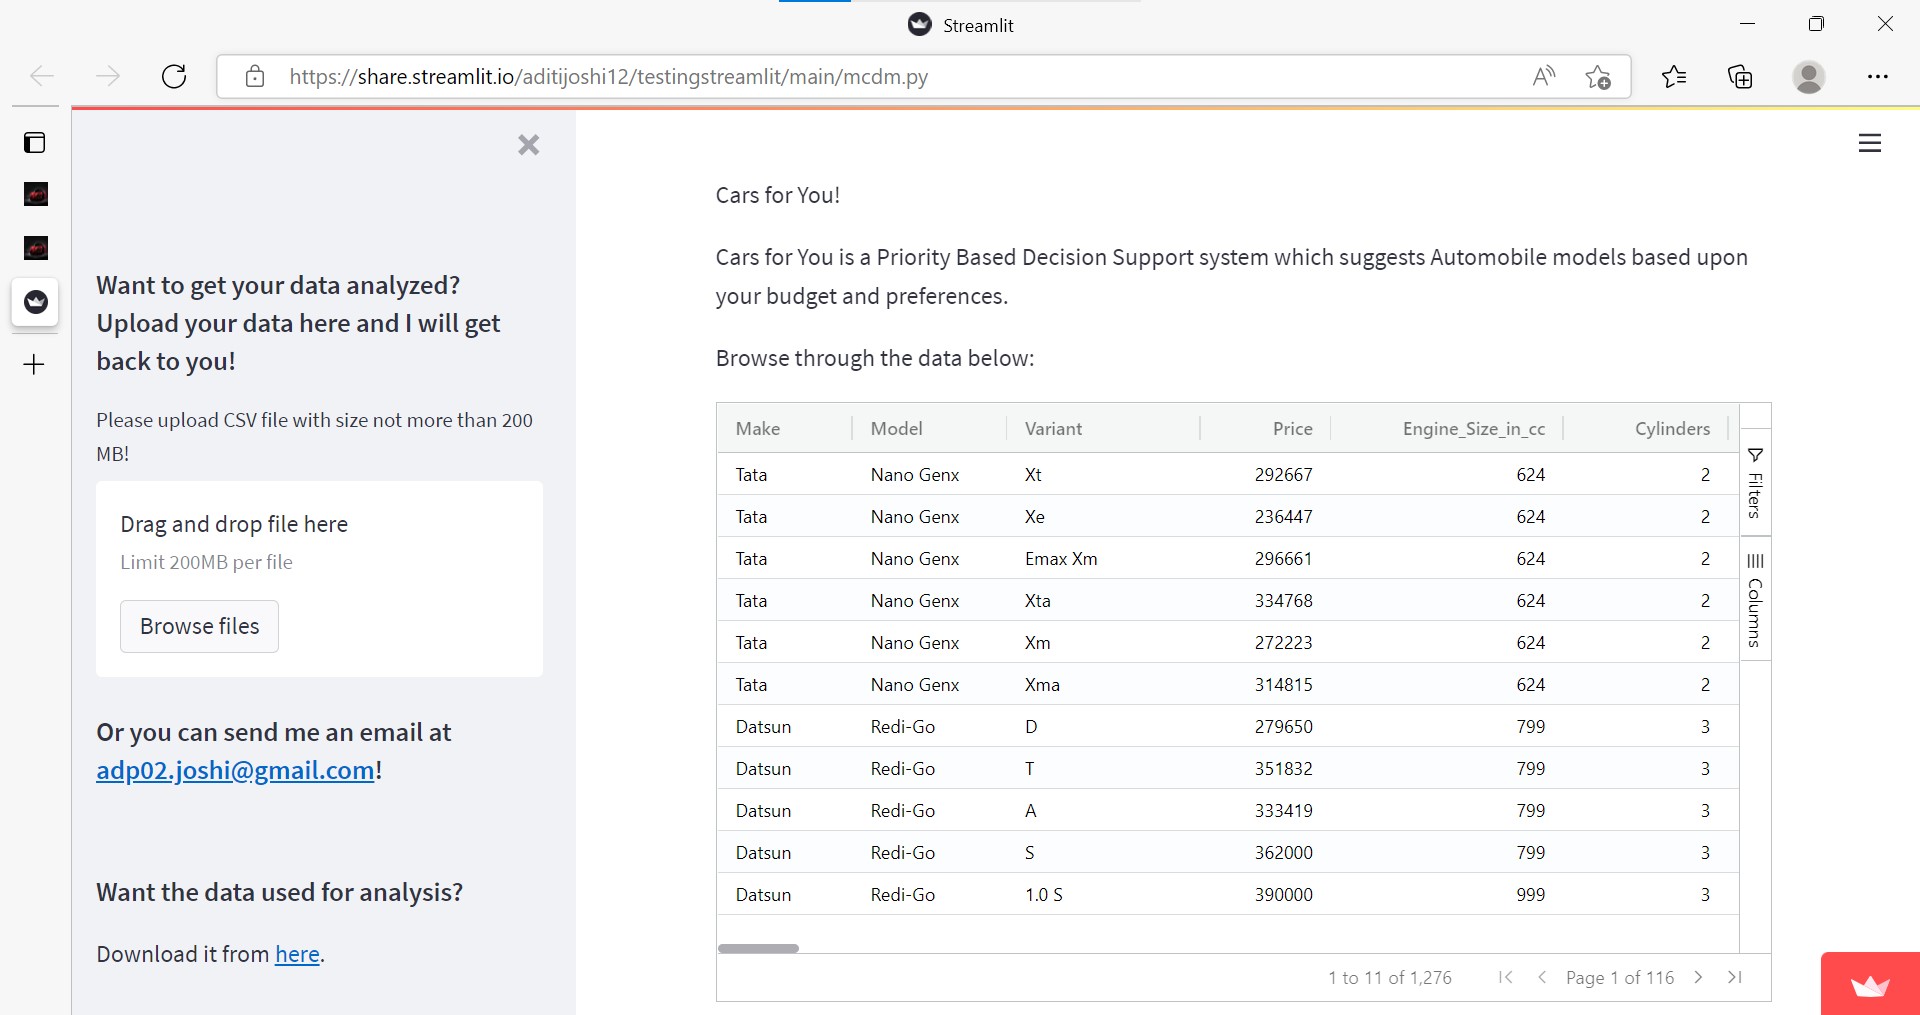 Streamlit
https://share.streamlit.io/aditijoshi12/testingstreamlit/main/mcdm.py
Want to get your data analyzed?
Upload your data here and I will get
back to you!
Please upload CSV file with size not more than 200
MB!
Drag and drop file here
Limit 200MB per file
Browse files
Or you can send me an email at
adp02.joshi@gmail.com!
Want the data used for analysis?
Download it from here.
Cars for You!
Cars for You is a Priority Based Decision Support system which suggests Automobile models based upon
your budget and preferences.
Browse through the data below:
Make Model Variant Price Engine_Size_in_cc Cylinders
Tata Nano Genx Xt 292667 624 2
Tata Nano Genx Xe 236447 624 2
Tata Nano Genx Emax Xm 296661 624 2
Tata Nano Genx Xta 334768 624 2
Tata Nano Genx Xm 272223 624 2
Tata Nano Genx Xma 314815 624 2
Datsun Redi-Go D 279650 799 3
Datsun Redi-Go T 351832 799 3
Datsun Redi-Go A 333419 799 3
Datsun Redi-Go S 362000 799 3
Datsun Redi-Go 1.0 S 390000 999 3
Filters
Columns
1 to 11 of 1,276 Page 1 of 116